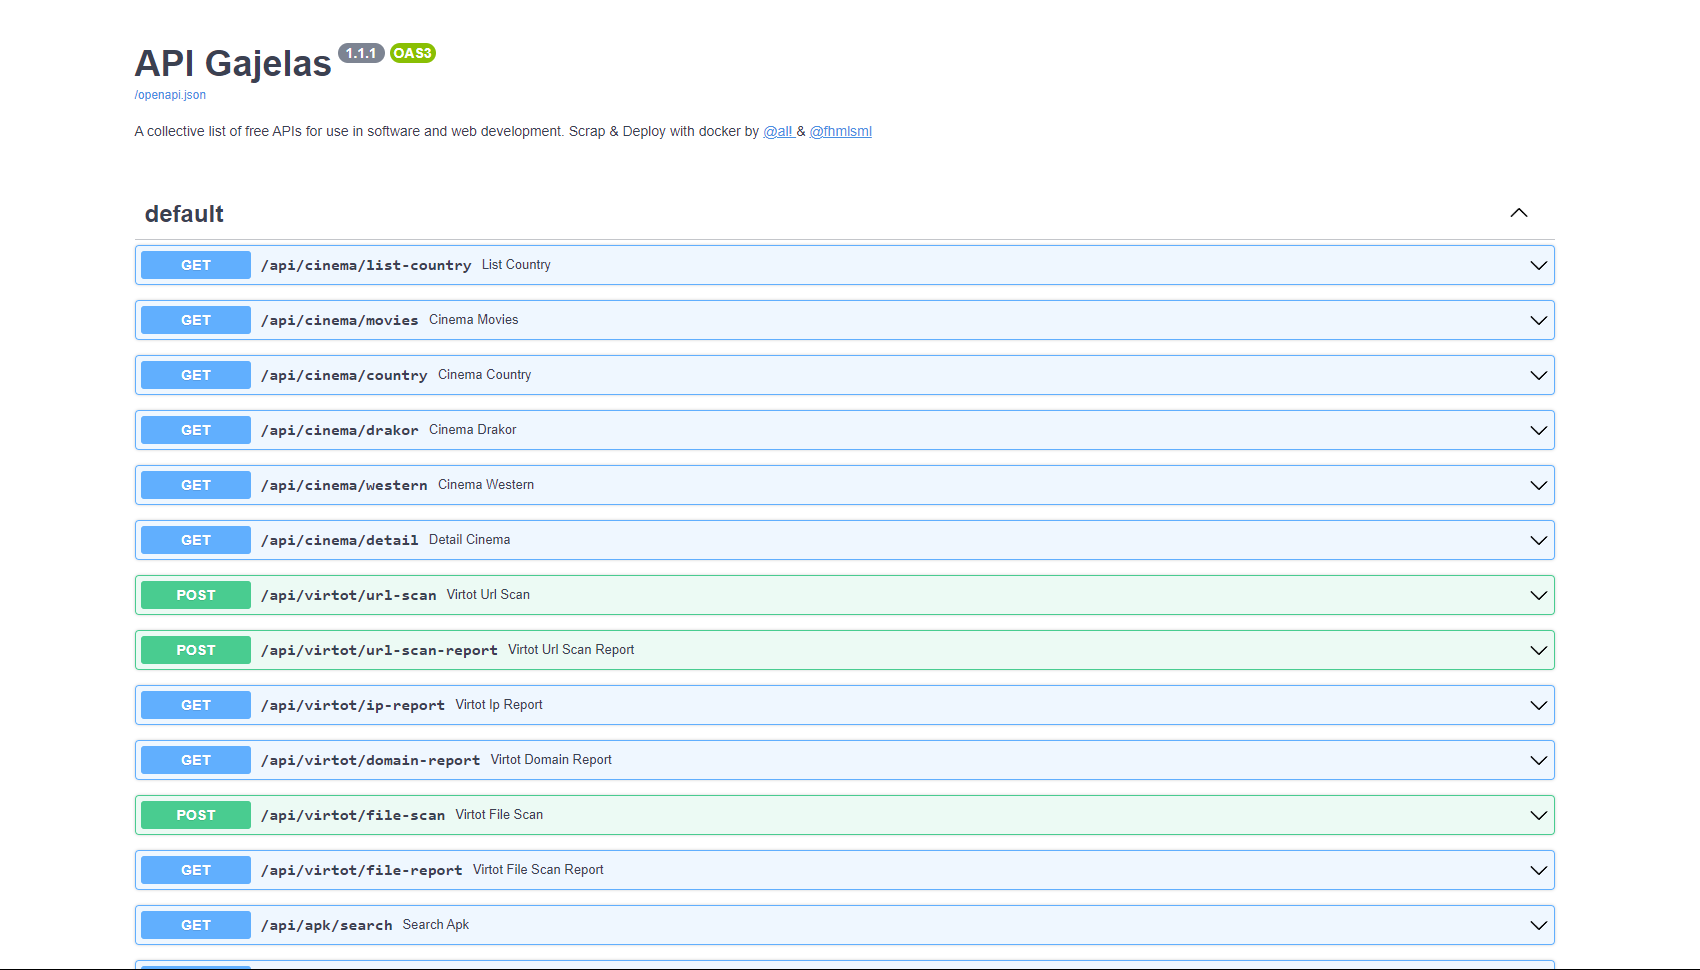 API Gajelas 1.1.1 OAS3
/openapi.json
A collective list of free APIs for use in software and web development. Scrap & Deploy with docker by @all & @fhmlsml
default
GET /api/cinema/list-country List Country
GET /api/cinema/movies Cinema Movies
GET /api/cinema/country Cinema Country
GET /api/cinema/drakor Cinema Drakor
GET /api/cinema/western Cinema Western
GET /api/cinema/detail Detail Cinema
POST /api/virtot/url-scan Virtot Url Scan
POST /api/virtot/url-scan-report Virtot Url Scan Report
GET /api/virtot/ip-report Virtot Ip Report
GET /api/virtot/domain-report Virtot Domain Report
POST /api/virtot/file-scan Virtot File Scan
GET /api/virtot/file-report Virtot File Scan Report
GET /api/apk/search Search Apk